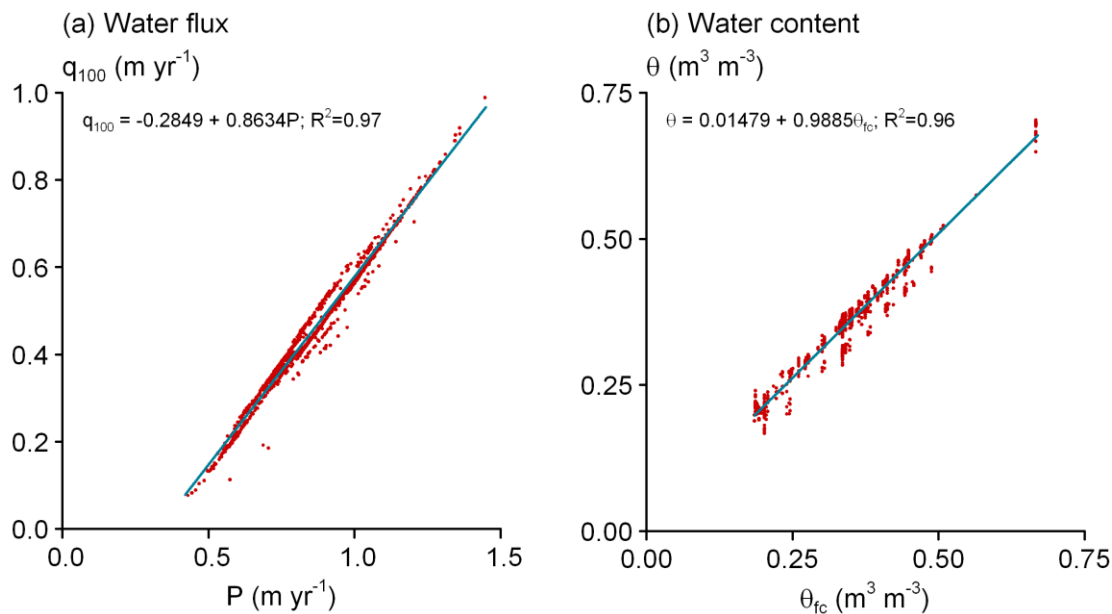 (a) Water flux
q₁₀₀ (m yr⁻¹)
q₁₀₀ = -0.2849 + 0.8634P; R²=0.97
1.0
0.8
0.6
0.4
0.2
0.0
0.0 0.5 1.0 1.5
P (m yr⁻¹)
(b) Water content
θ (m³ m⁻³)
θ = 0.01479 + 0.9885θ_fc; R²=0.96
0.75
0.50
0.25
0.00
0.00 0.25 0.50 0.75
θ_fc (m³ m⁻³)